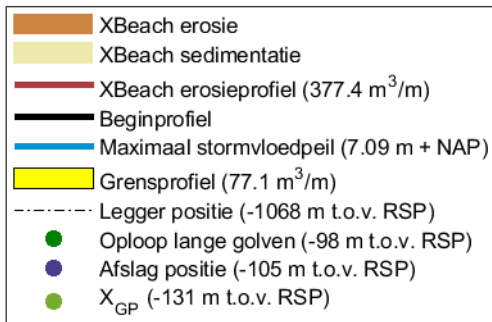 XBeach erosie
XBeach sedimentatie
XBeach erosieprofiel (377.4 m³/m)
Beginprofiel
Maximaal stormvloedpeil (7.09 m + NAP)
Grensprofiel (77.1 m³/m)
Legger positie (-1068 m t.o.v. RSP)
Oploop lange golven (-98 m t.o.v. RSP)
Afslag positie (-105 m t.o.v. RSP)
X_GP (-131 m t.o.v. RSP)